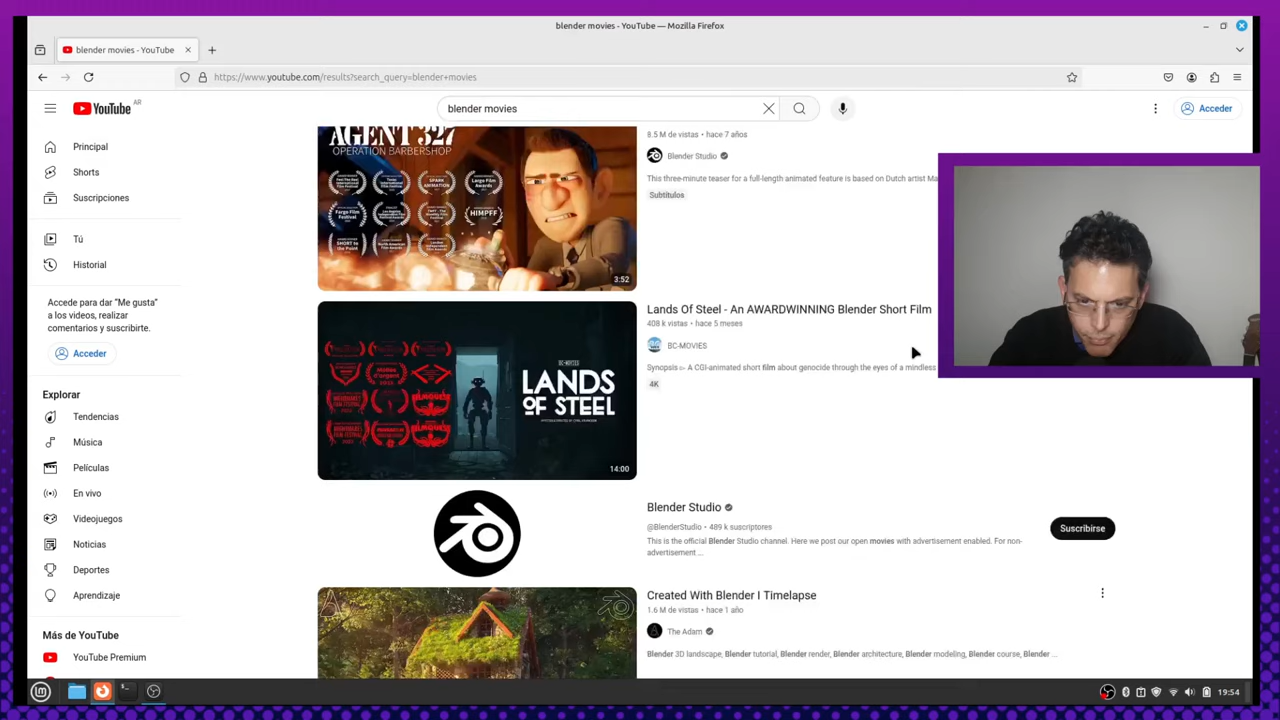 blender movies - YouTube — Mozilla Firefox
blender movies - YouTube
https://www.youtube.com/results?search_query=blender+movies
YouTube AR
blender movies
Acceder
Principal
Shorts
Suscripciones
Tú
Historial
Accede para dar “Me gusta”
a los videos, realizar
comentarios y suscribirte.
Acceder
Explorar
Tendencias
Música
Películas
En vivo
Videojuegos
Noticias
Deportes
Aprendizaje
Más de YouTube
YouTube Premium
AGENT 327
OPERATION BARBERSHOP
HIMPFF
3:52
8.5 M de vistas • hace 7 años
Blender Studio
This three-minute teaser for a full-length animated feature is based on Dutch artist Ma
Subtítulos
BC-MOVIES
LANDS
OF STEEL
14:00
Lands Of Steel - An AWARDWINNING Blender Short Film
408 k vistas • hace 5 meses
BC-MOVIES
Synopsis ▻ A CGI-animated short film about genocide through the eyes of a mindless
4K
Blender Studio
@BlenderStudio • 489 k suscriptores
This is the official Blender Studio channel. Here we post our open movies with advertisement enabled. For non-
advertisement ...
Suscribirse
Created With Blender I Timelapse
1.6 M de vistas • hace 1 año
The Adam
Blender 3D landscape, Blender tutorial, Blender render, Blender architecture, Blender modeling, Blender course, Blender ...
19:54